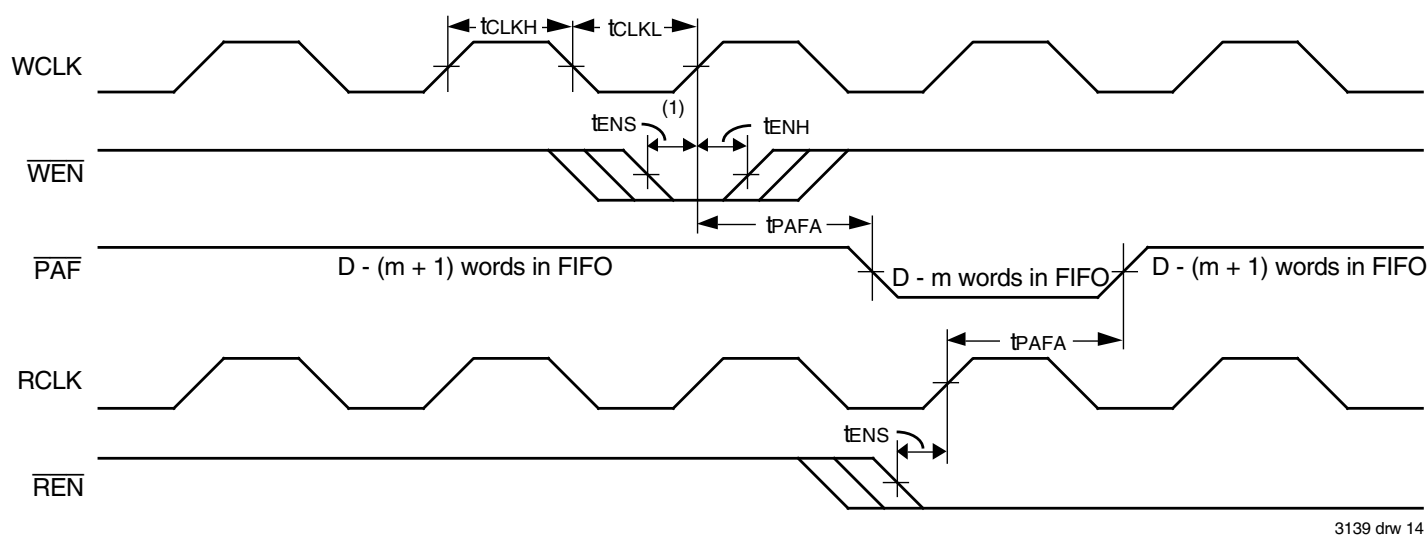 tCLKH
tCLKL
WCLK
(1)
tENS
tENH
WEN
tPAFA
PAF
D - (m + 1) words in FIFO
D - m words in FIFO
D - (m + 1) words in FIFO
tPAFA
RCLK
tENS
REN
3139 drw 14